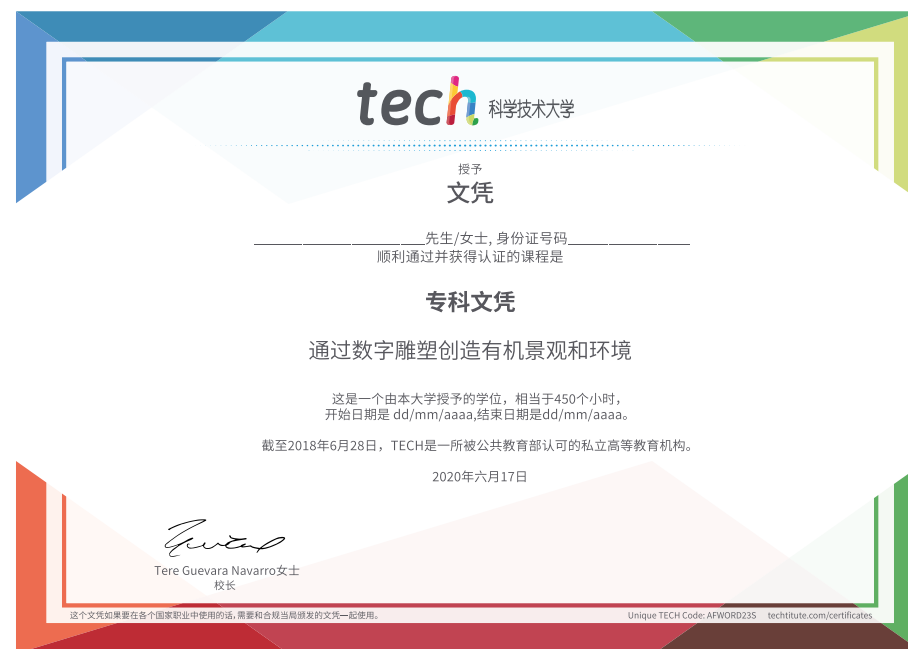 tech 科学技术大学
授予
文凭
先生/女士, 身份证号码
顺利通过并获得认证的课程是
专科文凭
通过数字雕塑创造有机景观和环境
这是一个由本大学授予的学位，相当于450个小时，
开始日期是 dd/mm/aaaa,结束日期是dd/mm/aaaa。
截至2018年6月28日，TECH是一所被公共教育部认可的私立高等教育机构。
2020年六月17日
Tere Guevara Navarro女士
校长
这个文凭如果要在各个国家职业中使用的话,需要和合规当局颁发的文凭一起使用。
Unique TECH Code: AFWORD23S techtitute.com/certificates